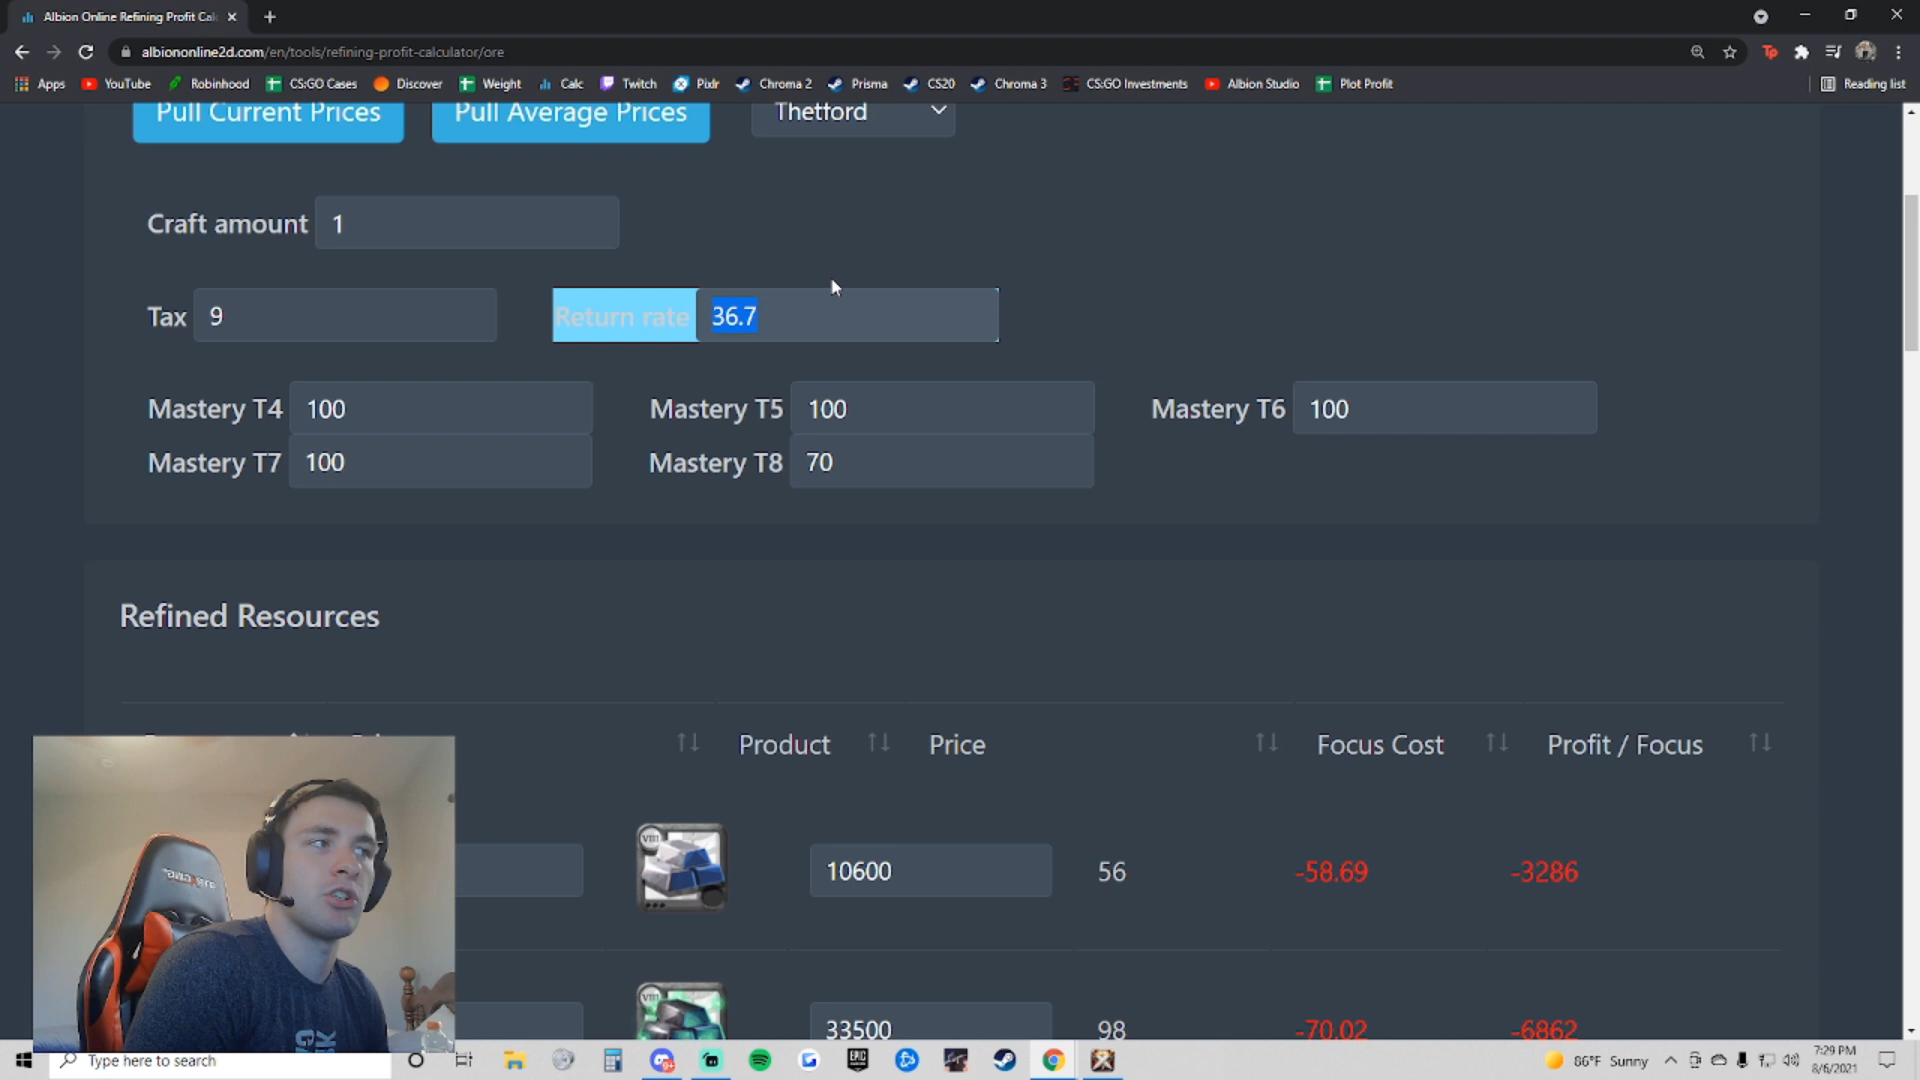 Albion Online Refining Profit Cal
albiononline2d.com/en/tools/refining-profit-calculator/ore
Apps YouTube Robinhood CS:GO Cases Discover Weight Calc Twitch Pixlr Chroma 2 Prisma CS20 Chroma 3 CS:GO Investments Albion Studio Plot Profit Reading list
Pull Current Prices Pull Average Prices Thetford
Craft amount 1
Tax 9 Return rate 36.7
Mastery T4 100 Mastery T5 100 Mastery T6 100
Mastery T7 100 Mastery T8 70
Refined Resources
Product Price Focus Cost Profit / Focus
VIII 10600 56 -58.69 -3286
VIII 33500 98 -70.02 -6862
Type here to search EPIC 86°F Sunny 7:29 PM
8/6/2021